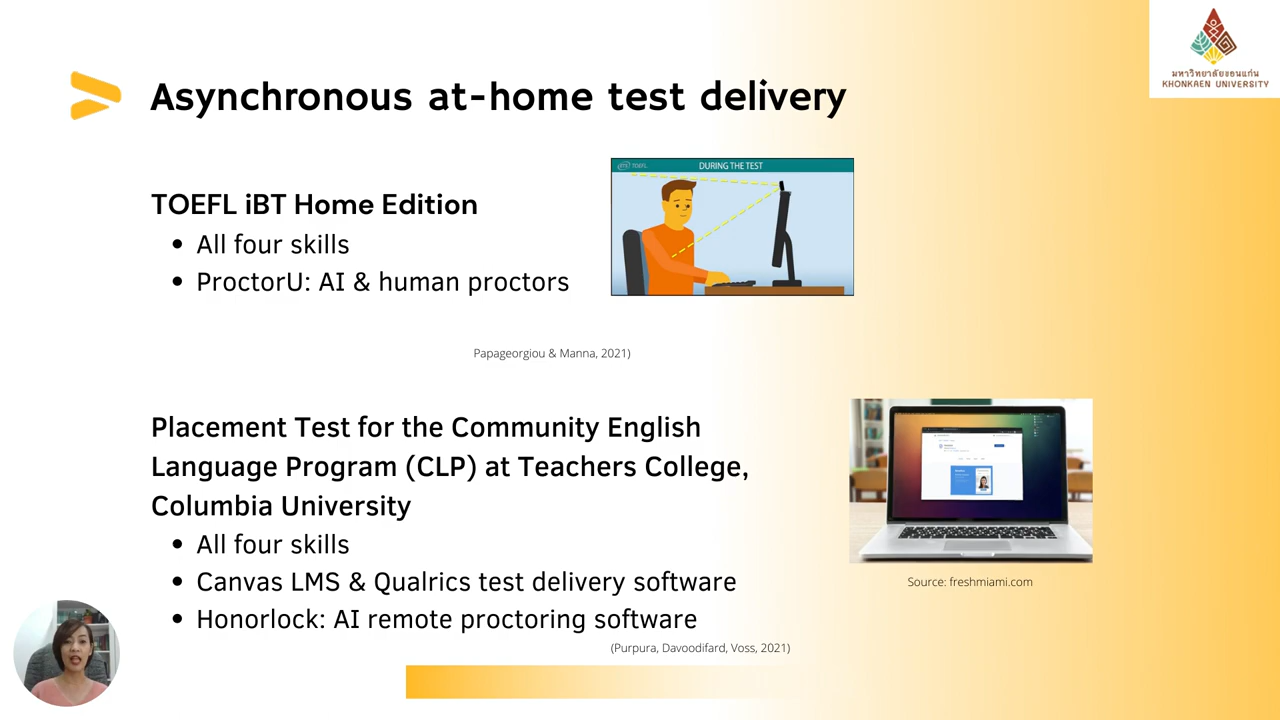 มหาวิทยาลัยขอนแก่น
KHONKAEN UNIVERSITY
Asynchronous at-home test delivery
TOEFL iBT Home Edition
• All four skills
• ProctorU: AI & human proctors
TOEFL
DURING THE TEST
Papageorgiou & Manna, 2021)
Placement Test for the Community English
Language Program (CLP) at Teachers College,
Columbia University
• All four skills
• Canvas LMS & Qualrics test delivery software
• Honorlock: AI remote proctoring software
Source: freshmiami.com
(Purpura, Davoodifard, Voss, 2021)